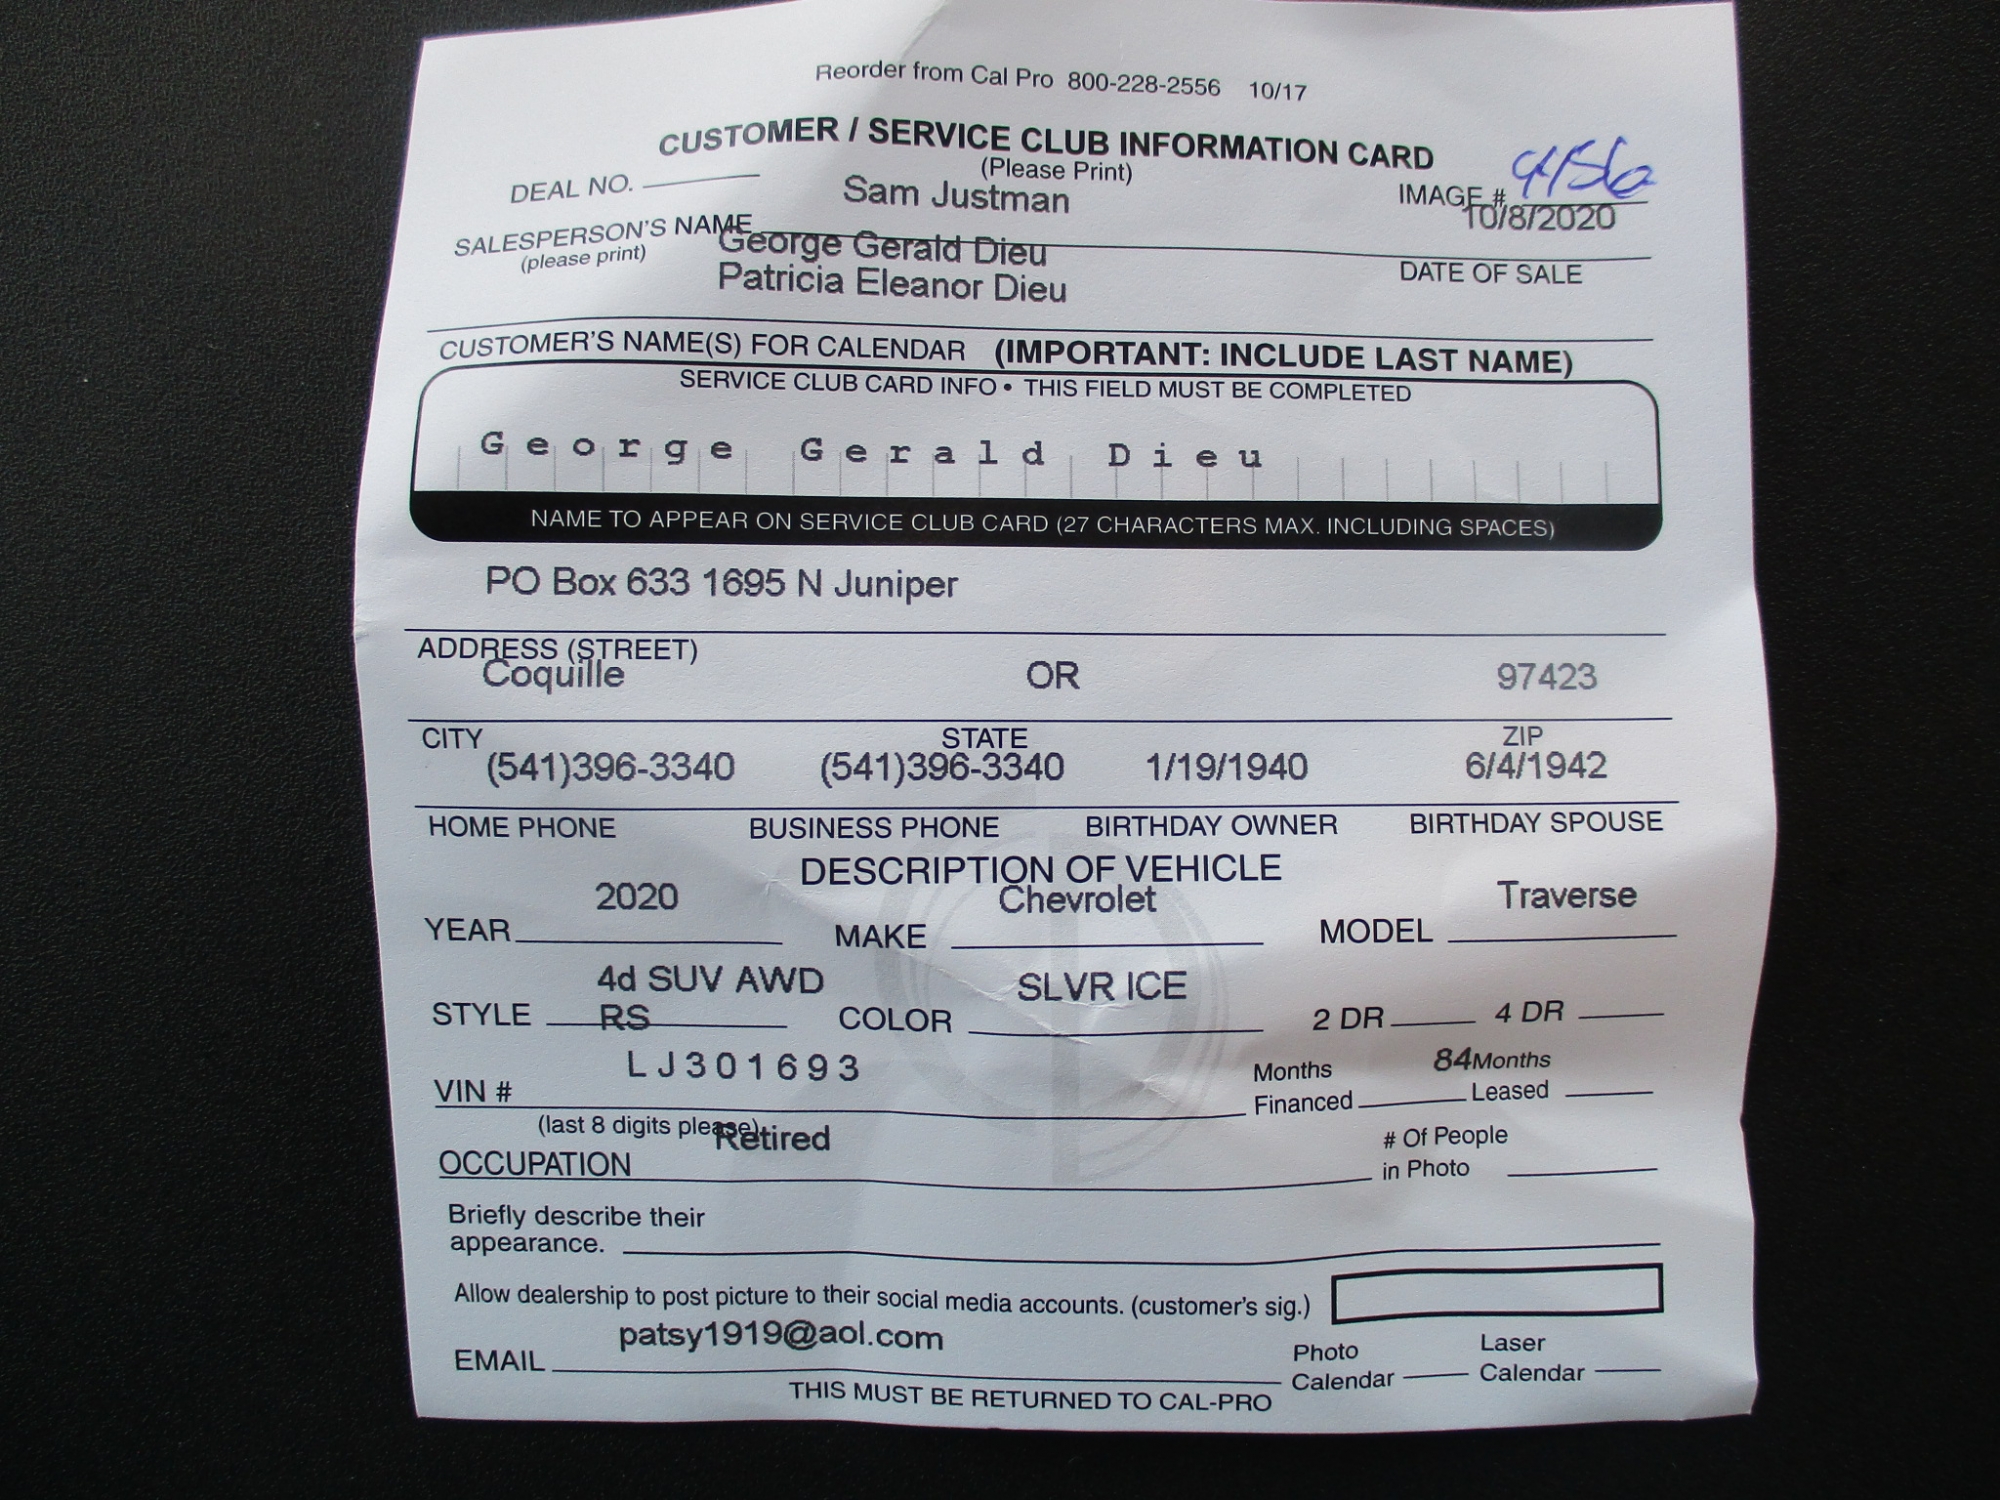 Reorder from Cal Pro 800-228-2556 10/17
CUSTOMER / SERVICE CLUB INFORMATION CARD
(Please Print)
DEAL NO. Sam Justman IMAGE # 9456
10/8/2020
SALESPERSON'S NAME
(please print)
George Gerald Dieu
DATE OF SALE
Patricia Eleanor Dieu
CUSTOMER'S NAME(S) FOR CALENDAR (IMPORTANT: INCLUDE LAST NAME)
SERVICE CLUB CARD INFO • THIS FIELD MUST BE COMPLETED
George Gerald Dieu
NAME TO APPEAR ON SERVICE CLUB CARD (27 CHARACTERS MAX. INCLUDING SPACES)
PO Box 633 1695 N Juniper
ADDRESS (STREET)
Coquille OR 97423
CITY STATE ZIP
(541)396-3340 (541)396-3340 1/19/1940 6/4/1942
HOME PHONE BUSINESS PHONE BIRTHDAY OWNER BIRTHDAY SPOUSE
DESCRIPTION OF VEHICLE
2020 Chevrolet Traverse
YEAR MAKE MODEL
4d SUV AWD SLVR ICE
STYLE RS COLOR 2 DR 4 DR
LJ301693 Months 84 Months
VIN # Financed Leased
(last 8 digits please) Retired # Of People
OCCUPATION in Photo
Briefly describe their
appearance.
Allow dealership to post picture to their social media accounts. (customer's sig.)
patsy1919@aol.com Photo Laser
EMAIL Calendar Calendar
THIS MUST BE RETURNED TO CAL-PRO